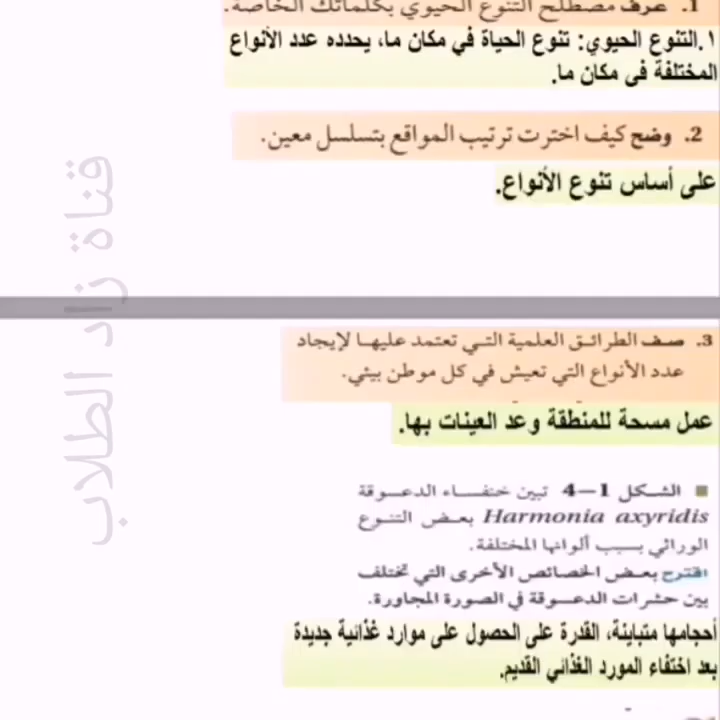 1. عرف مصطلح التنوع الحيوي بكلماتك الخاصة.
١.التنوع الحيوي: تنوع الحياة في مكان ما، يحدده عدد الأنواع
المختلفة في مكان ما.
2. وضح كيف اخترت ترتيب المواقع بتسلسل معين.
على أساس تنوع الأنواع.
3. صف الطرائق العلمية التي تعتمد عليها لإيجاد
عدد الأنواع التي تعيش في كل موطن بيئي.
عمل مسحة للمنطقة وعد العينات بها.
■ الشكل 1–4 تبين خنفساء الدعسوقة
Harmonia axyridis بعض التنوع
الوراثي بسبب ألوانها المختلفة.
اقترح بعض الخصائص الأخرى التي تختلف
بين حشرات الدعسوقة في الصورة المجاورة.
أحجامها متباينة، القدرة على الحصول على موارد غذائية جديدة
بعد اختفاء المورد الغذائي القديم.
قناة زاد الطلاب